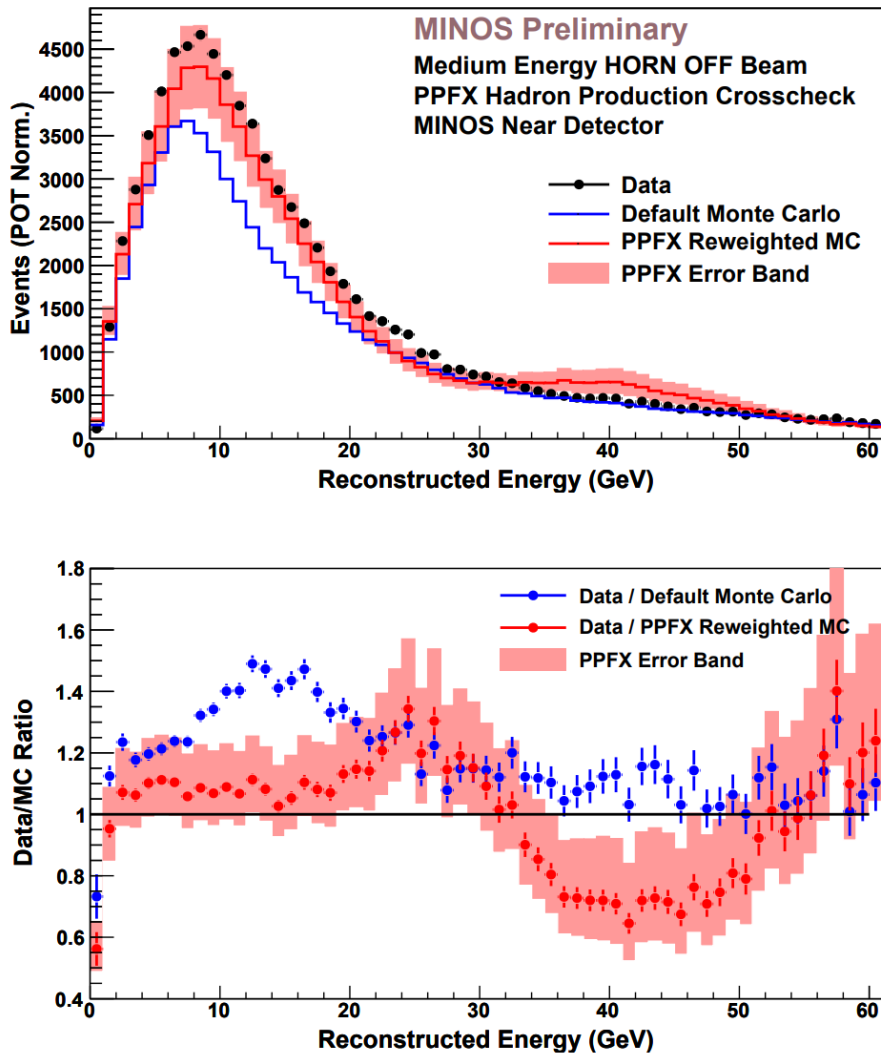 MINOS Preliminary
Medium Energy HORN OFF Beam
PPFX Hadron Production Crosscheck
MINOS Near Detector
Data
Default Monte Carlo
PPFX Reweighted MC
PPFX Error Band
Events (POT Norm.)
4500
4000
3500
3000
2500
2000
1500
1000
500
0
0 10 20 30 40 50 60
Reconstructed Energy (GeV)
Data / Default Monte Carlo
Data / PPFX Reweighted MC
PPFX Error Band
Data/MC Ratio
1.8
1.6
1.4
1.2
1
0.8
0.6
0.4
0 10 20 30 40 50 60
Reconstructed Energy (GeV)